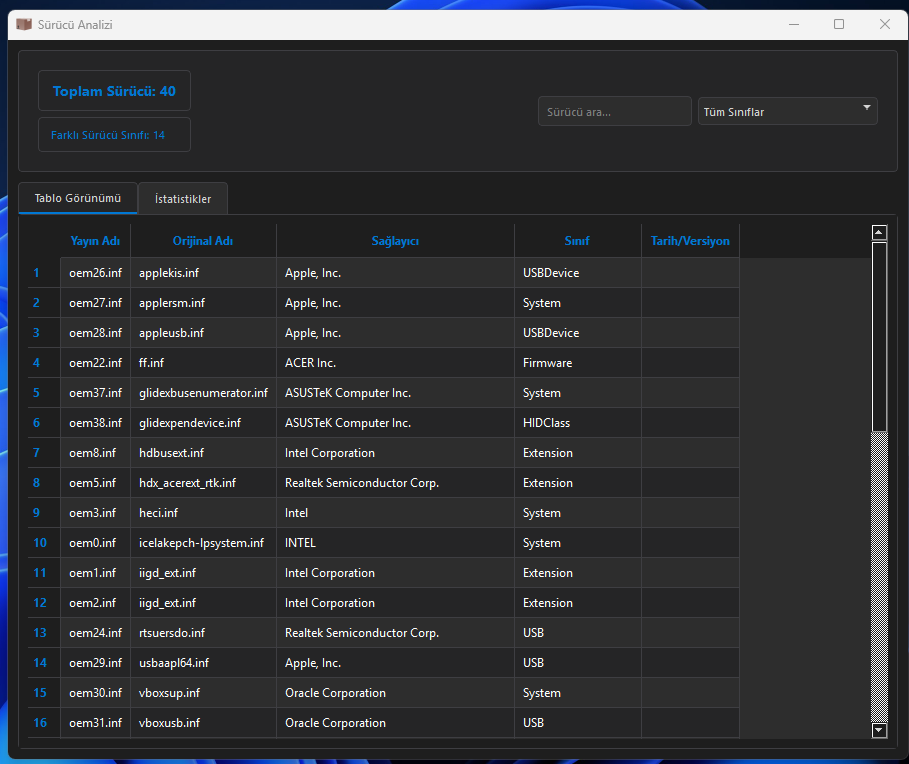 Sürücü Analizi
Toplam Sürücü: 40
Farklı Sürücü Sınıfı: 14
Sürücü ara...
Tüm Sınıflar
Tablo Görünümü
İstatistikler
Yayın Adı Orijinal Adı Sağlayıcı Sınıf Tarih/Versiyon
1 oem26.inf applekis.inf Apple, Inc. USBDevice
2 oem27.inf applersm.inf Apple, Inc. System
3 oem28.inf appleusb.inf Apple, Inc. USBDevice
4 oem22.inf ff.inf ACER Inc. Firmware
5 oem37.inf glidexbusenumerator.inf ASUSTeK Computer Inc. System
6 oem38.inf glidexpendevice.inf ASUSTeK Computer Inc. HIDClass
7 oem8.inf hdbusext.inf Intel Corporation Extension
8 oem5.inf hdx_acerext_rtk.inf Realtek Semiconductor Corp. Extension
9 oem3.inf heci.inf Intel System
10 oem0.inf icelakepch-lpsystem.inf INTEL System
11 oem1.inf iigd_ext.inf Intel Corporation Extension
12 oem2.inf iigd_ext.inf Intel Corporation Extension
13 oem24.inf rtsuersdo.inf Realtek Semiconductor Corp. USB
14 oem29.inf usbaapl64.inf Apple, Inc. USB
15 oem30.inf vboxsup.inf Oracle Corporation System
16 oem31.inf vboxusb.inf Oracle Corporation USB